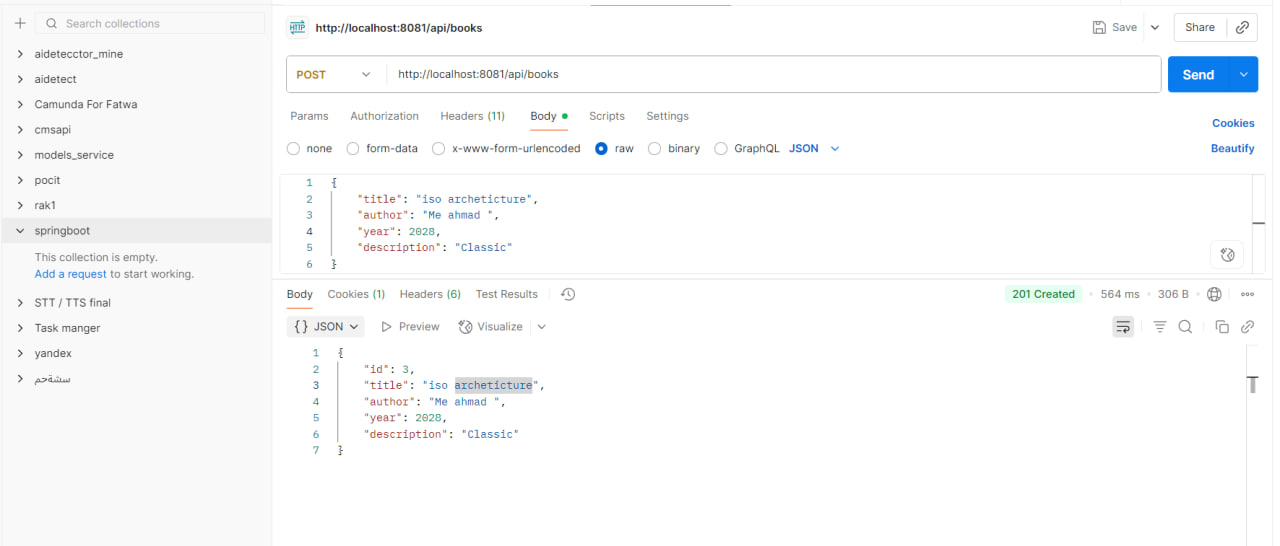 Search collections
aidetecctor_mine
aidetect
Camunda For Fatwa
cmsapi
models_service
pocit
rak1
springboot
This collection is empty.
Add a request to start working.
STT / TTS final
Task manger
yandex
سشةحم
HTTP http://localhost:8081/api/books Save Share
POST http://localhost:8081/api/books Send
Params Authorization Headers (11) Body Scripts Settings Cookies
none form-data x-www-form-urlencoded raw binary GraphQL JSON Beautify
1 {
2 "title": "iso archeticture",
3 "author": "Me ahmad ",
4 "year": 2028,
5 "description": "Classic"
6 }
Body Cookies (1) Headers (6) Test Results 201 Created • 564 ms • 306 B
{} JSON Preview Visualize
1 {
2 "id": 3,
3 "title": "iso archeticture",
4 "author": "Me ahmad ",
5 "year": 2028,
6 "description": "Classic"
7 }